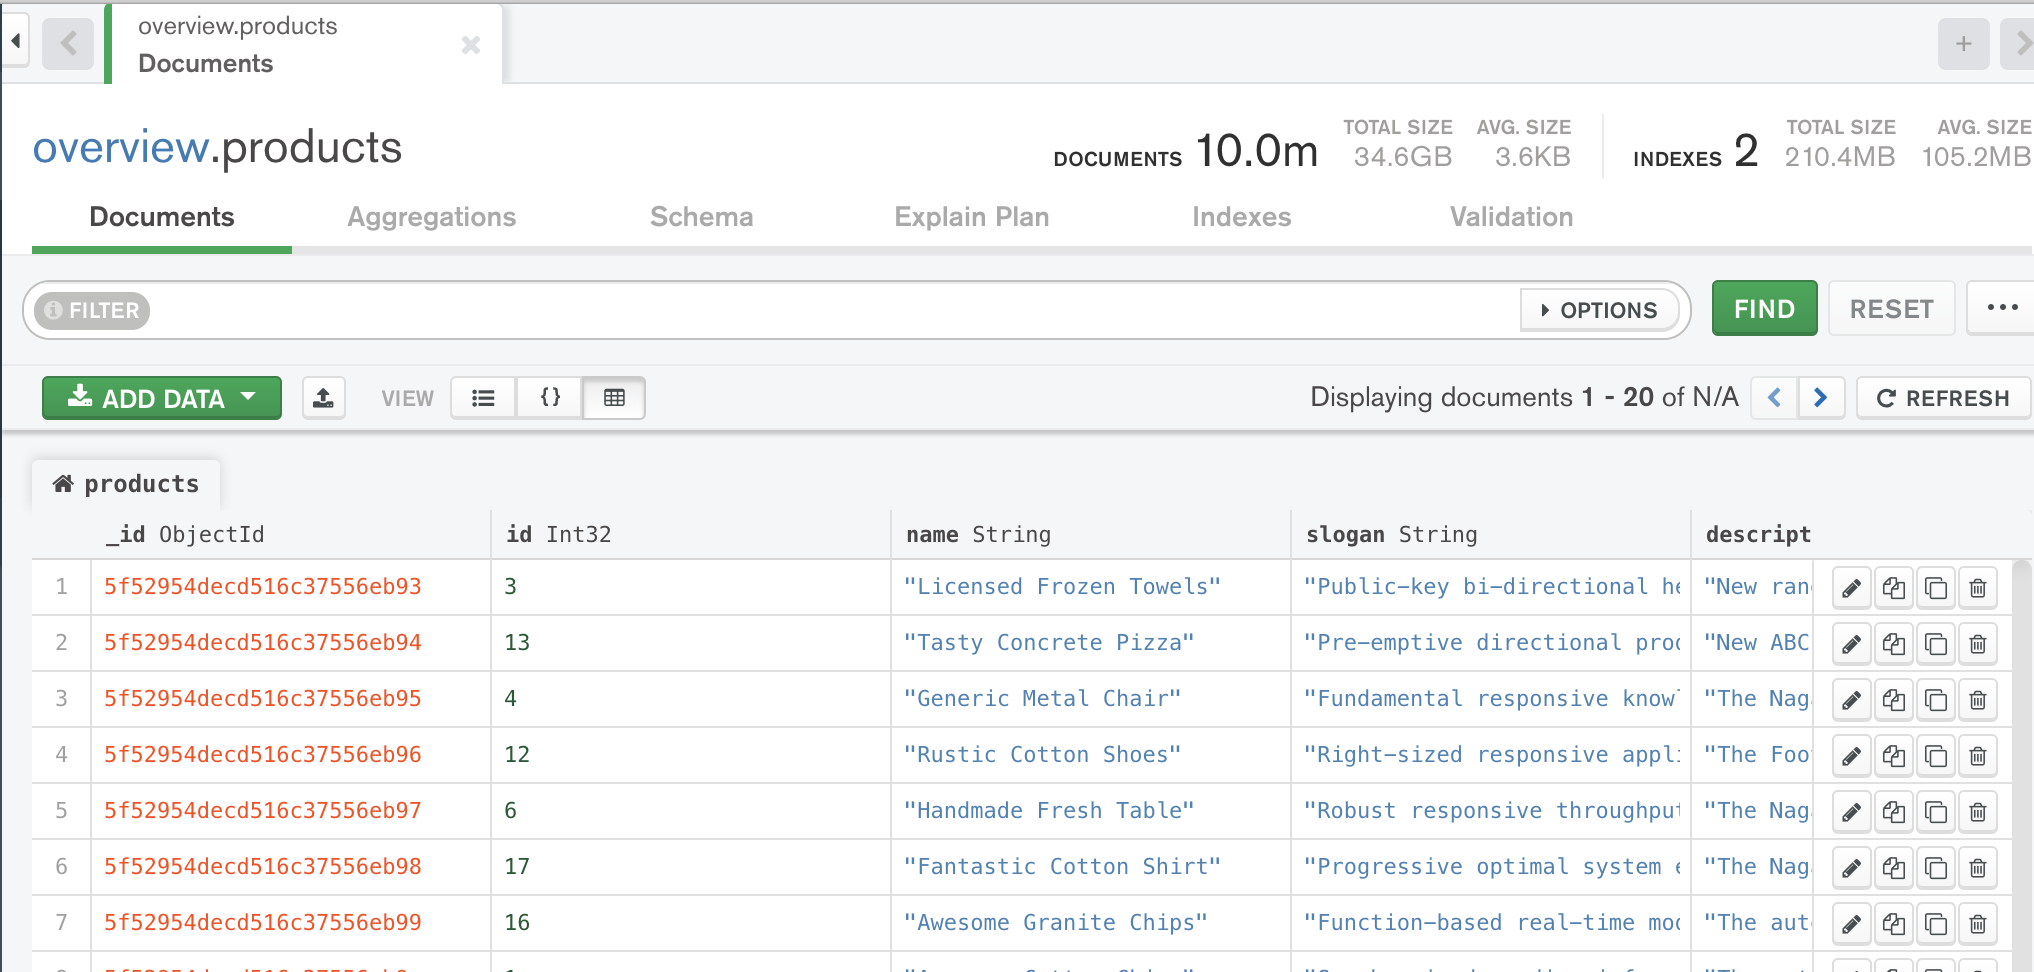 overview.products
Documents
overview.products
DOCUMENTS 10.0m TOTAL SIZE 34.6GB AVG. SIZE 3.6KB INDEXES 2 TOTAL SIZE 210.4MB AVG. SIZE 105.2MB
Documents Aggregations Schema Explain Plan Indexes Validation
FILTER OPTIONS FIND RESET ...
ADD DATA VIEW {} Displaying documents 1 - 20 of N/A REFRESH
products
_id ObjectId id Int32 name String slogan String descript
1 5f52954decd516c37556eb93 3 "Licensed Frozen Towels" "Public-key bi-directional he "New ran
2 5f52954decd516c37556eb94 13 "Tasty Concrete Pizza" "Pre-emptive directional prod "New ABC
3 5f52954decd516c37556eb95 4 "Generic Metal Chair" "Fundamental responsive knowl "The Nag
4 5f52954decd516c37556eb96 12 "Rustic Cotton Shoes" "Right-sized responsive appli "The Foo
5 5f52954decd516c37556eb97 6 "Handmade Fresh Table" "Robust responsive throughput "The Nag
6 5f52954decd516c37556eb98 17 "Fantastic Cotton Shirt" "Progressive optimal system e "The Nag
7 5f52954decd516c37556eb99 16 "Awesome Granite Chips" "Function-based real-time mod "The aut